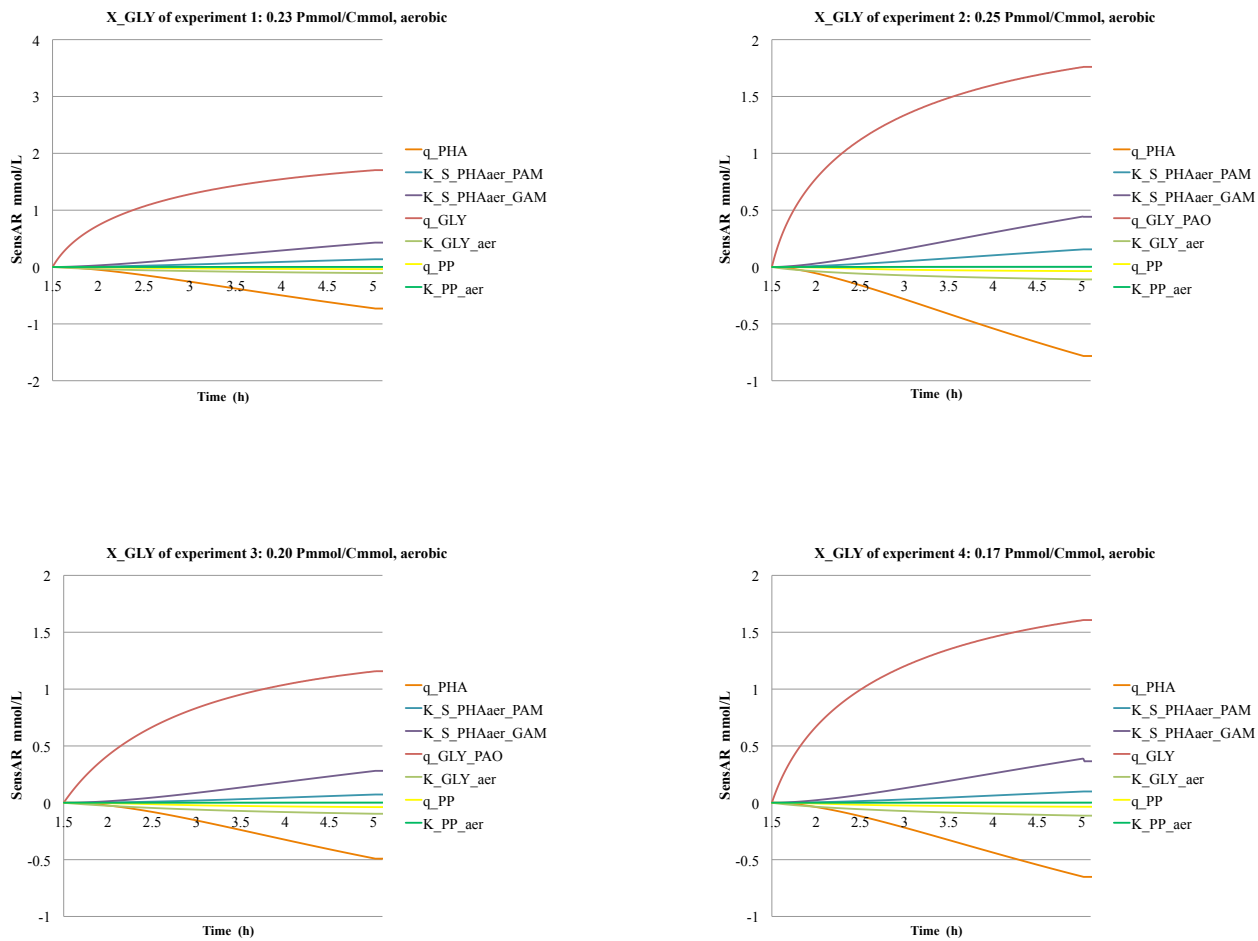 X_GLY of experiment 1: 0.23 Pmmol/Cmmol, aerobic
4
3
2
1
0
-1
-2
SensAR mmol/L
1.5 2 2.5 3 3.5 4 4.5 5
Time (h)
q_PHA
K_S_PHAaer_PAM
K_S_PHAaer_GAM
q_GLY
K_GLY_aer
q_PP
K_PP_aer
X_GLY of experiment 2: 0.25 Pmmol/Cmmol, aerobic
2
1.5
1
0.5
0
-0.5
-1
SensAR mmol/L
1.5 2 2.5 3 3.5 4 4.5 5
Time (h)
q_PHA
K_S_PHAaer_PAM
K_S_PHAaer_GAM
q_GLY_PAO
K_GLY_aer
q_PP
K_PP_aer
X_GLY of experiment 3: 0.20 Pmmol/Cmmol, aerobic
2
1.5
1
0.5
0
-0.5
-1
SensAR mmol/L
1.5 2 2.5 3 3.5 4 4.5 5
Time (h)
q_PHA
K_S_PHAaer_PAM
K_S_PHAaer_GAM
q_GLY_PAO
K_GLY_aer
q_PP
K_PP_aer
X_GLY of experiment 4: 0.17 Pmmol/Cmmol, aerobic
2
1.5
1
0.5
0
-0.5
-1
SensAR mmol/L
1.5 2 2.5 3 3.5 4 4.5 5
Time (h)
q_PHA
K_S_PHAaer_PAM
K_S_PHAaer_GAM
q_GLY
K_GLY_aer
q_PP
K_PP_aer